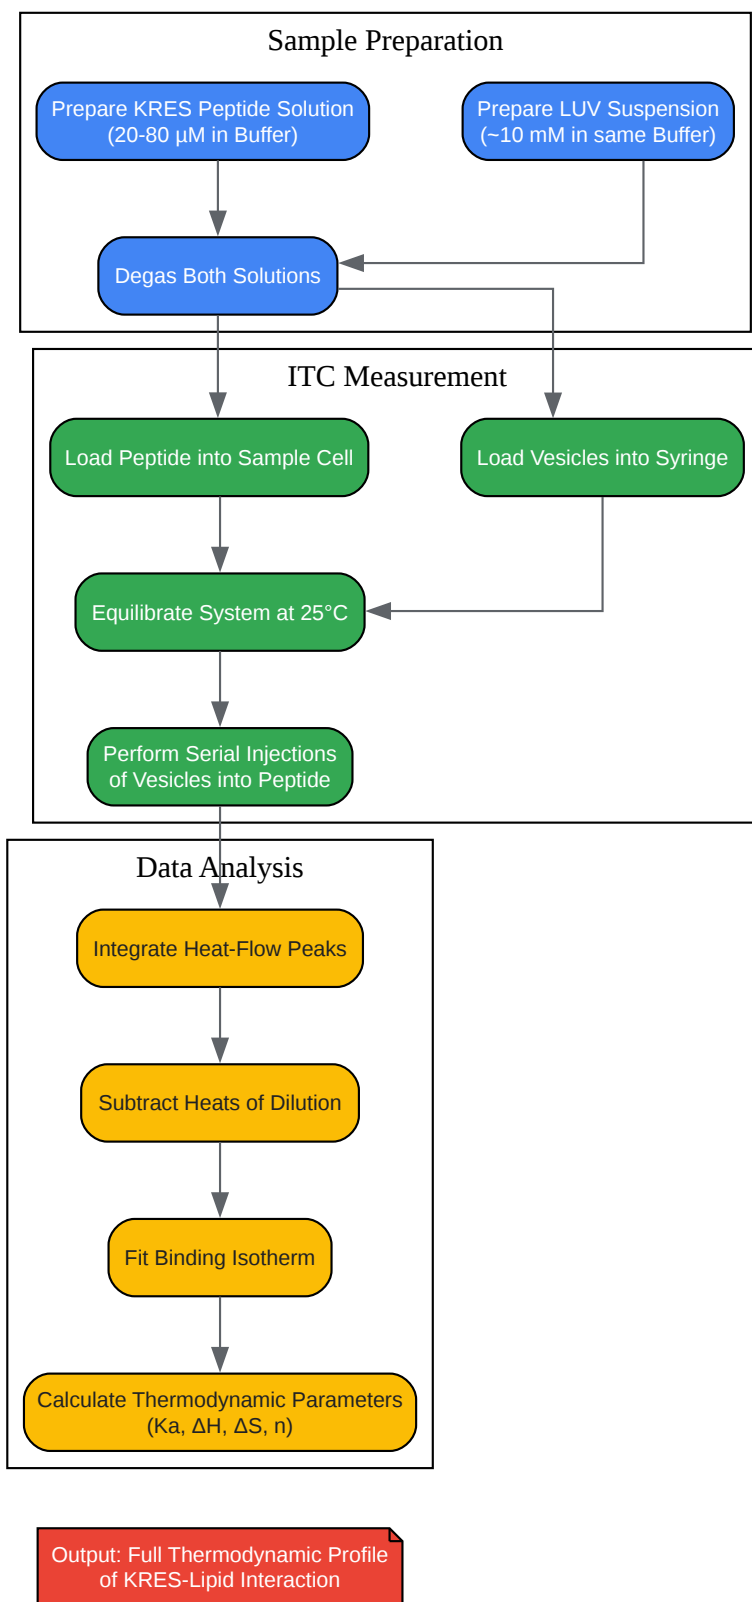 Sample Preparation
Prepare KRES Peptide Solution
(20-80 µM in Buffer)
Prepare LUV Suspension
(~10 mM in same Buffer)
Degas Both Solutions
ITC Measurement
Load Peptide into Sample Cell
Load Vesicles into Syringe
Equilibrate System at 25°C
Perform Serial Injections
of Vesicles into Peptide
Data Analysis
Integrate Heat-Flow Peaks
Subtract Heats of Dilution
Fit Binding Isotherm
Calculate Thermodynamic Parameters
(Ka, ΔH, ΔS, n)
Output: Full Thermodynamic Profile
of KRES-Lipid Interaction